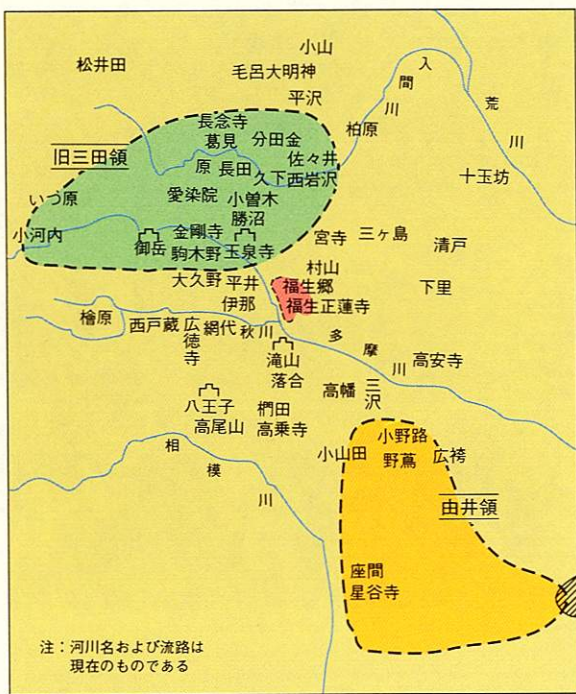 小山
松井田
毛呂大明神
平沢
入間川
荒川
柏原
長念寺
葛見
分田金
旧三田領
原
長田
佐々井
久下
西岩沢
十玉坊
愛染院
小曽木
勝沼
いつ原
小河内
御岳
金剛寺
駒木野
玉泉寺
宮寺
三ヶ島
清戸
村山
大久野
平井
伊那
福生郷
福生正蓮寺
下里
檜原
西戸蔵
広徳寺
網代
秋川
多摩川
滝山
落合
高安寺
高幡
三沢
八王子
高尾山
椚田
高乗寺
相模川
小野路
小山田
野蔦
広袴
由井領
座間
星谷寺
注：河川名および流路は
現在のものである